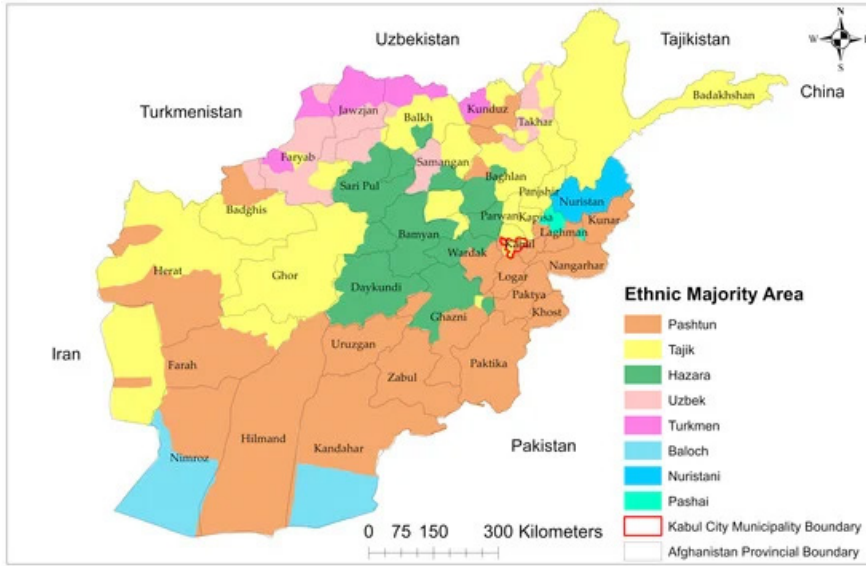 N
W
S
Uzbekistan
Tajikistan
China
Turkmenistan
Badakhshan
Jawzjan
Balkh
Kunduz
Takhar
Faryab
Samangan
Sari Pul
Baghlan
Panjshir
Nuristan
Badghis
Parwan
Kapisa
Kunar
Bamyan
Laghman
Kabul
Wardak
Nangarhar
Herat
Ghor
Logar
Daykundi
Paktya
Khost
Ghazni
Iran
Uruzgan
Farah
Zabul
Paktika
Hilmand
Kandahar
Nimroz
Pakistan
Ethnic Majority Area
Pashtun
Tajik
Hazara
Uzbek
Turkmen
Baloch
Nuristani
Pashai
Kabul City Municipality Boundary
Afghanistan Provincial Boundary
0 75 150 300 Kilometers